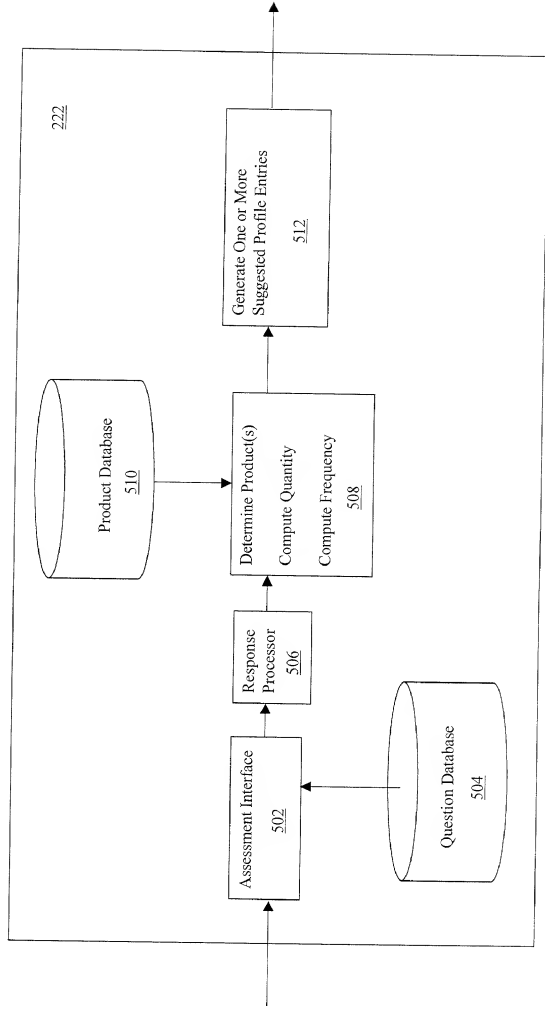 222
Product Database
510
Assessment Interface
502
Response
Processor
506
Determine Product(s)
Compute Quantity
Compute Frequency
508
Generate One or More
Suggested Profile Entries
512
Question Database
504